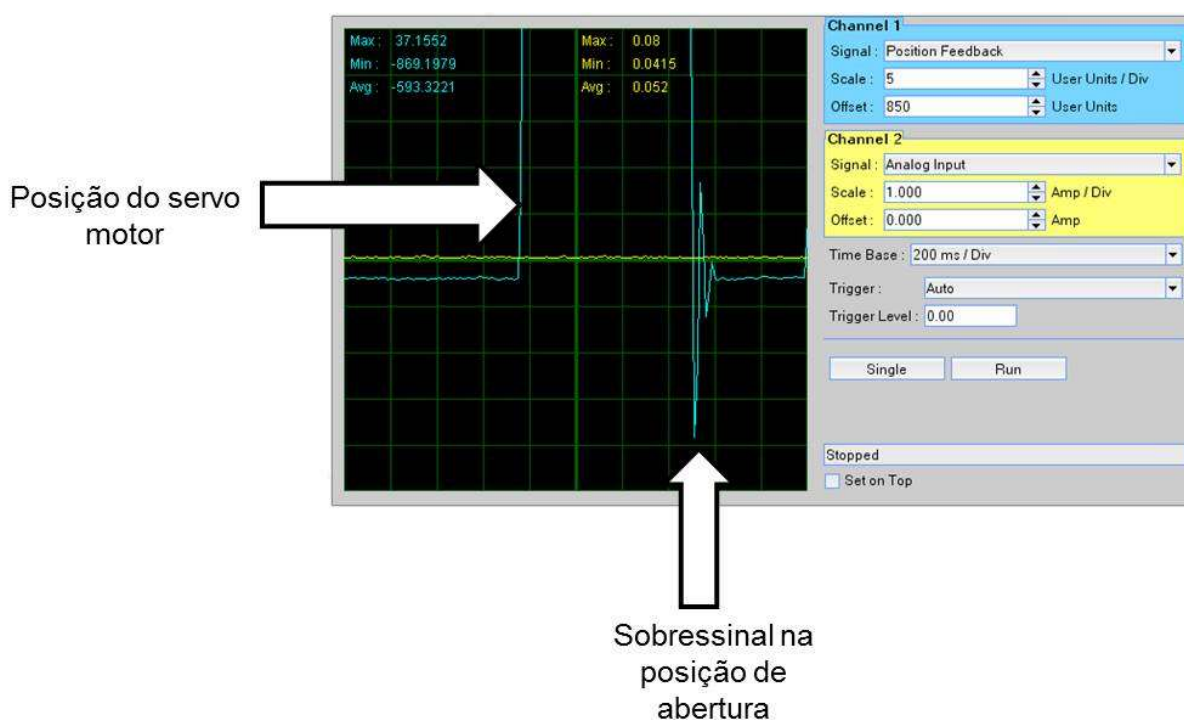 Max: 37.1552
Min: -869.1979
Avg: -593.3221
Max: 0.08
Min: 0.0415
Avg: 0.052
Channel 1
Signal: Position Feedback
Scale: 5 User Units / Div
Offset: 850 User Units
Channel 2
Signal: Analog Input
Scale: 1.000 Amp / Div
Offset: 0.000 Amp
Time Base: 200 ms / Div
Trigger: Auto
Trigger Level: 0.00
Single Run
Stopped
Set on Top
Posição do servo
motor
Sobressinal na
posição de
abertura